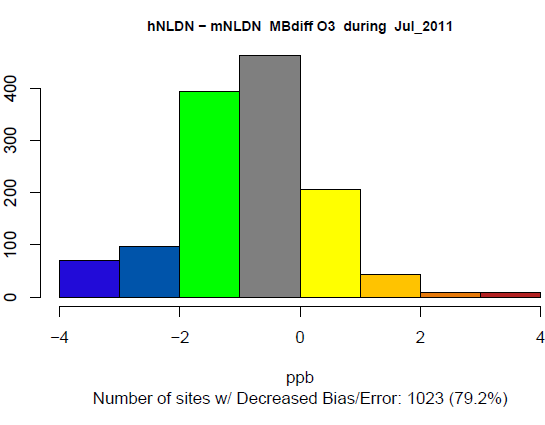 hNLDN − mNLDN MBdiff O3 during Jul_2011
400
300
200
100
0
−4 −2 0 2 4
ppb
Number of sites w/ Decreased Bias/Error: 1023 (79.2%)